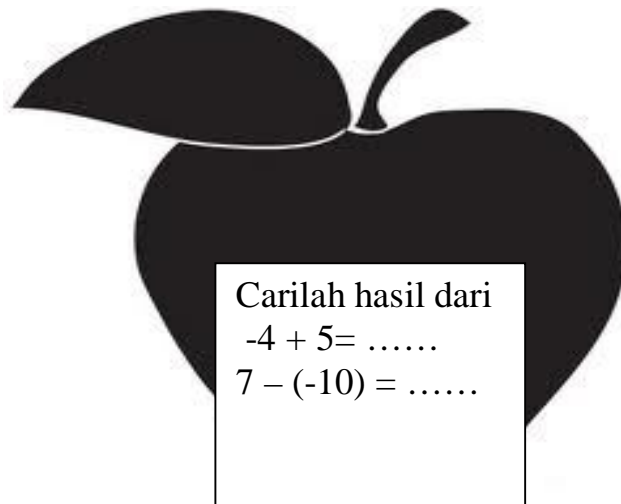 Carilah hasil dari
-4 + 5= ......
7 – (-10) = ......